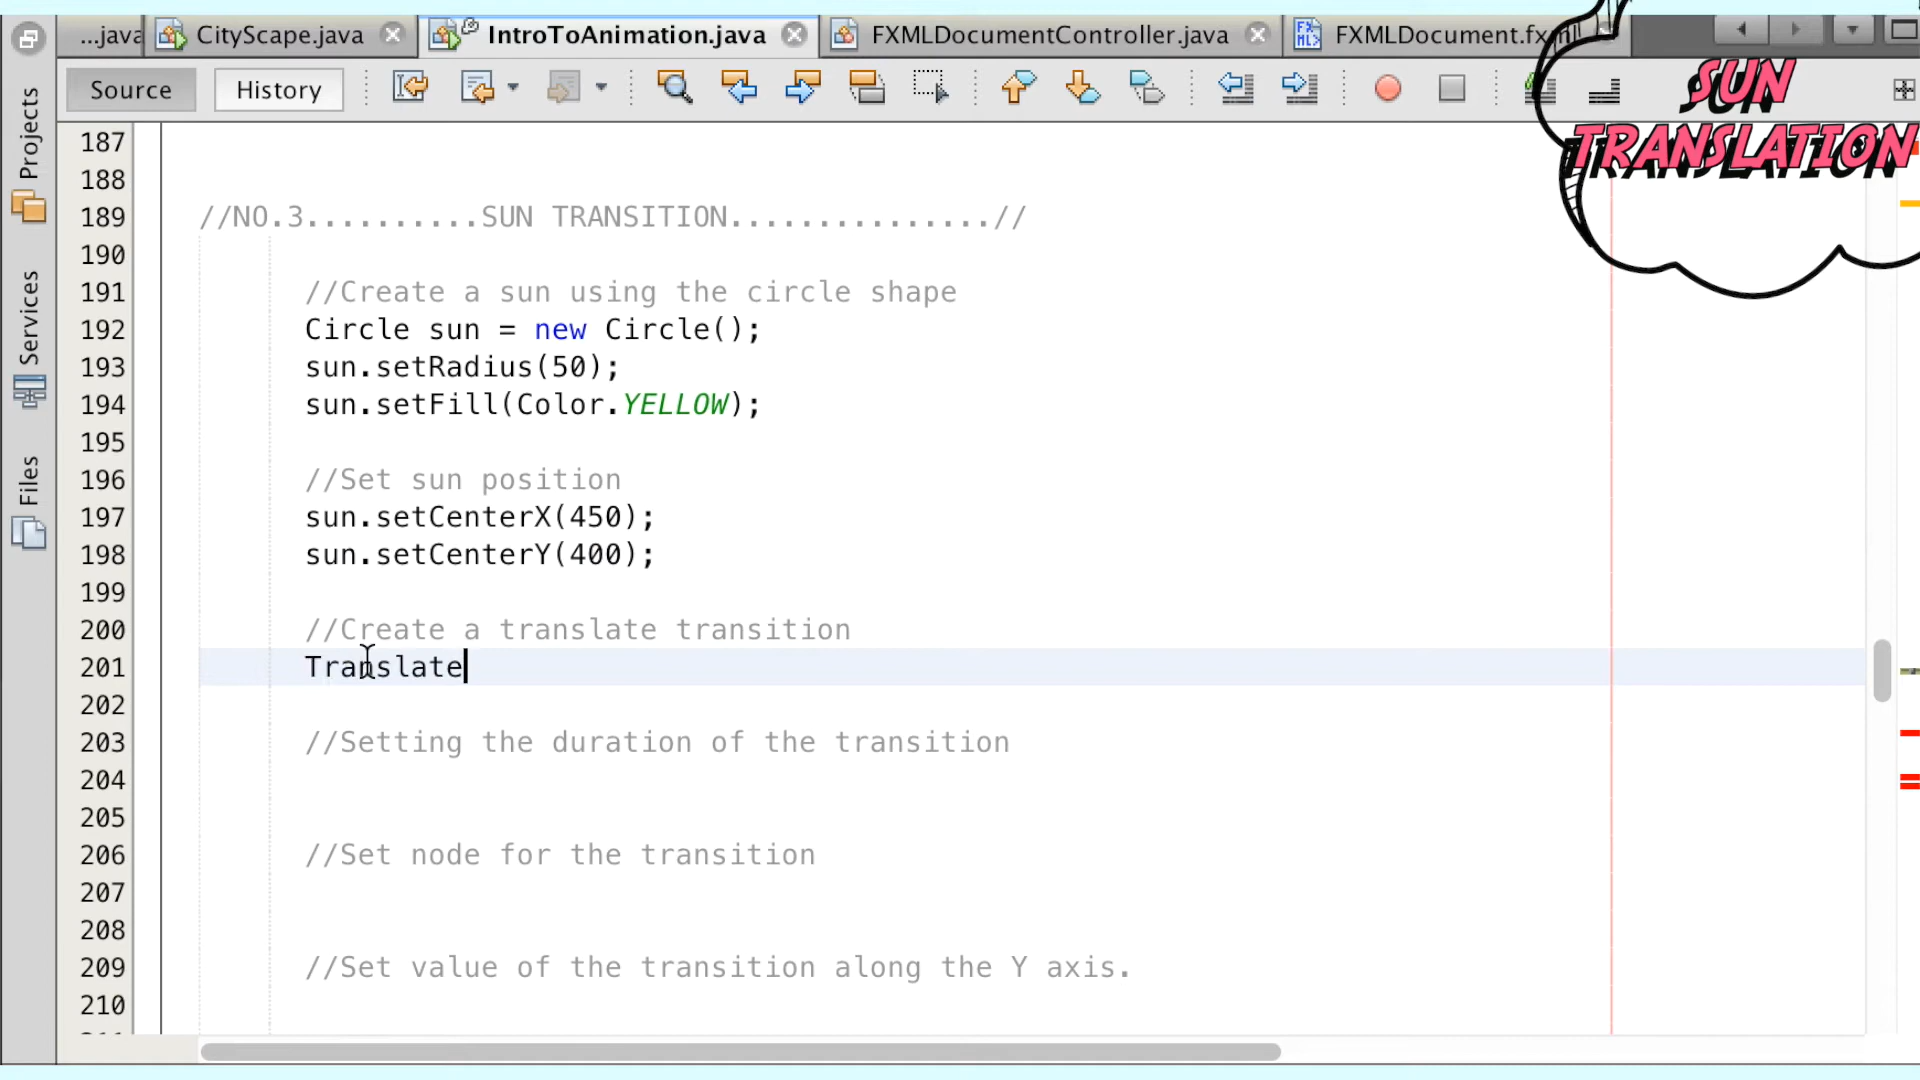 ...java CityScape.java IntroToAnimation.java FXMLDocumentController.java FXMLDocument.fxml
Source History
SUN
TRANSLATION
Projects
Services
Files
187
188
189 //NO.3..........SUN TRANSITION...............//
190
191 //Create a sun using the circle shape
192 Circle sun = new Circle();
193 sun.setRadius(50);
194 sun.setFill(Color.YELLOW);
195
196 //Set sun position
197 sun.setCenterX(450);
198 sun.setCenterY(400);
199
200 //Create a translate transition
201 Translate
202
203 //Setting the duration of the transition
204
205
206 //Set node for the transition
207
208
209 //Set value of the transition along the Y axis.
210